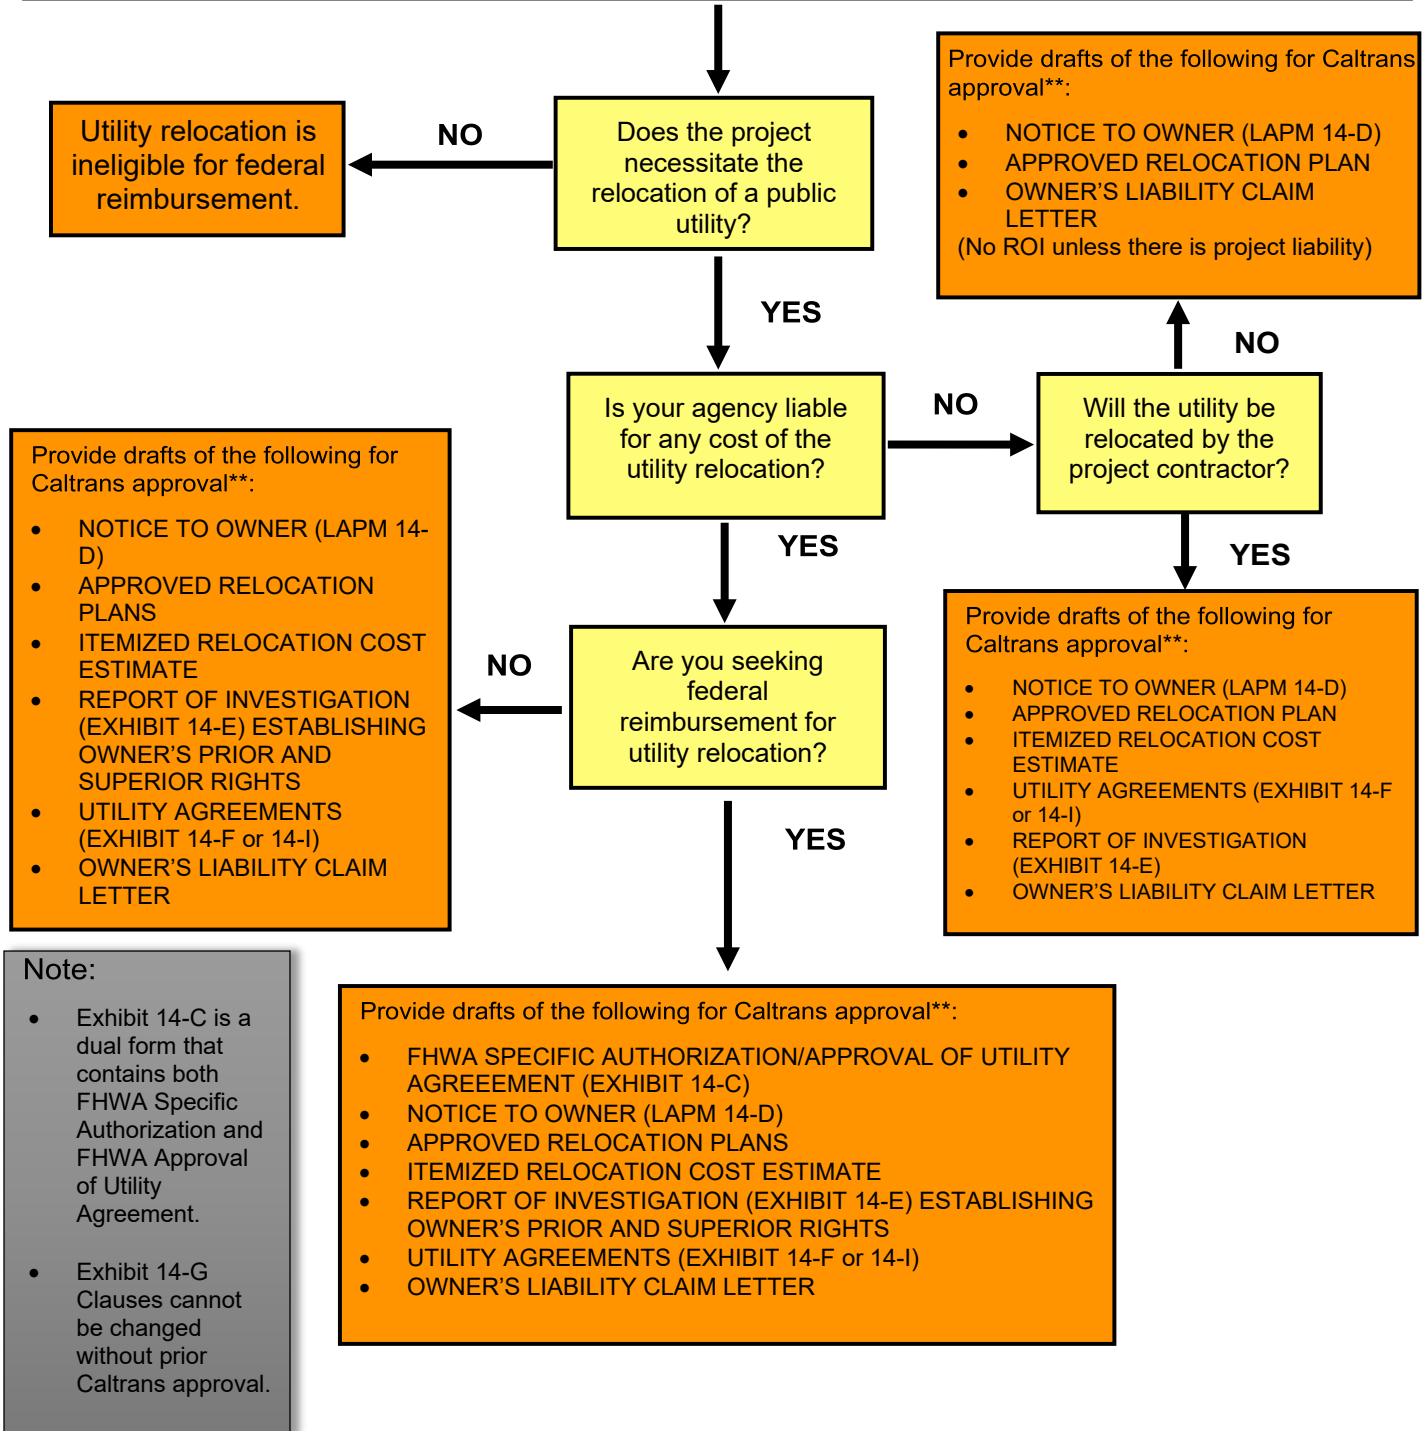 Provide drafts of the following for Caltrans
approval**:
• NOTICE TO OWNER (LAPM 14-D)
• APPROVED RELOCATION PLAN
• OWNER’S LIABILITY CLAIM
LETTER
(No ROI unless there is project liability)
Utility relocation is
ineligible for federal
reimbursement.
NO
Does the project
necessitate the
relocation of a public
utility?
YES
NO
Is your agency liable
for any cost of the
utility relocation?
NO
Will the utility be
relocated by the
project contractor?
YES
YES
Provide drafts of the following for
Caltrans approval**:
• NOTICE TO OWNER (LAPM 14-
D)
• APPROVED RELOCATION
PLANS
• ITEMIZED RELOCATION COST
ESTIMATE
• REPORT OF INVESTIGATION
(EXHIBIT 14-E) ESTABLISHING
OWNER’S PRIOR AND
SUPERIOR RIGHTS
• UTILITY AGREEMENTS
(EXHIBIT 14-F or 14-I)
• OWNER’S LIABILITY CLAIM
LETTER
NO
Are you seeking
federal
reimbursement for
utility relocation?
YES
Provide drafts of the following for
Caltrans approval**:
• NOTICE TO OWNER (LAPM 14-D)
• APPROVED RELOCATION PLAN
• ITEMIZED RELOCATION COST
ESTIMATE
• UTILITY AGREEMENTS (EXHIBIT 14-F
or 14-I)
• REPORT OF INVESTIGATION
(EXHIBIT 14-E)
• OWNER’S LIABILITY CLAIM LETTER
Note:
• Exhibit 14-C is a
dual form that
contains both
FHWA Specific
Authorization and
FHWA Approval
of Utility
Agreement.
• Exhibit 14-G
Clauses cannot
be changed
without prior
Caltrans approval.
Provide drafts of the following for Caltrans approval**:
• FHWA SPECIFIC AUTHORIZATION/APPROVAL OF UTILITY
AGREEEMENT (EXHIBIT 14-C)
• NOTICE TO OWNER (LAPM 14-D)
• APPROVED RELOCATION PLANS
• ITEMIZED RELOCATION COST ESTIMATE
• REPORT OF INVESTIGATION (EXHIBIT 14-E) ESTABLISHING
OWNER’S PRIOR AND SUPERIOR RIGHTS
• UTILITY AGREEMENTS (EXHIBIT 14-F or 14-I)
• OWNER’S LIABILITY CLAIM LETTER